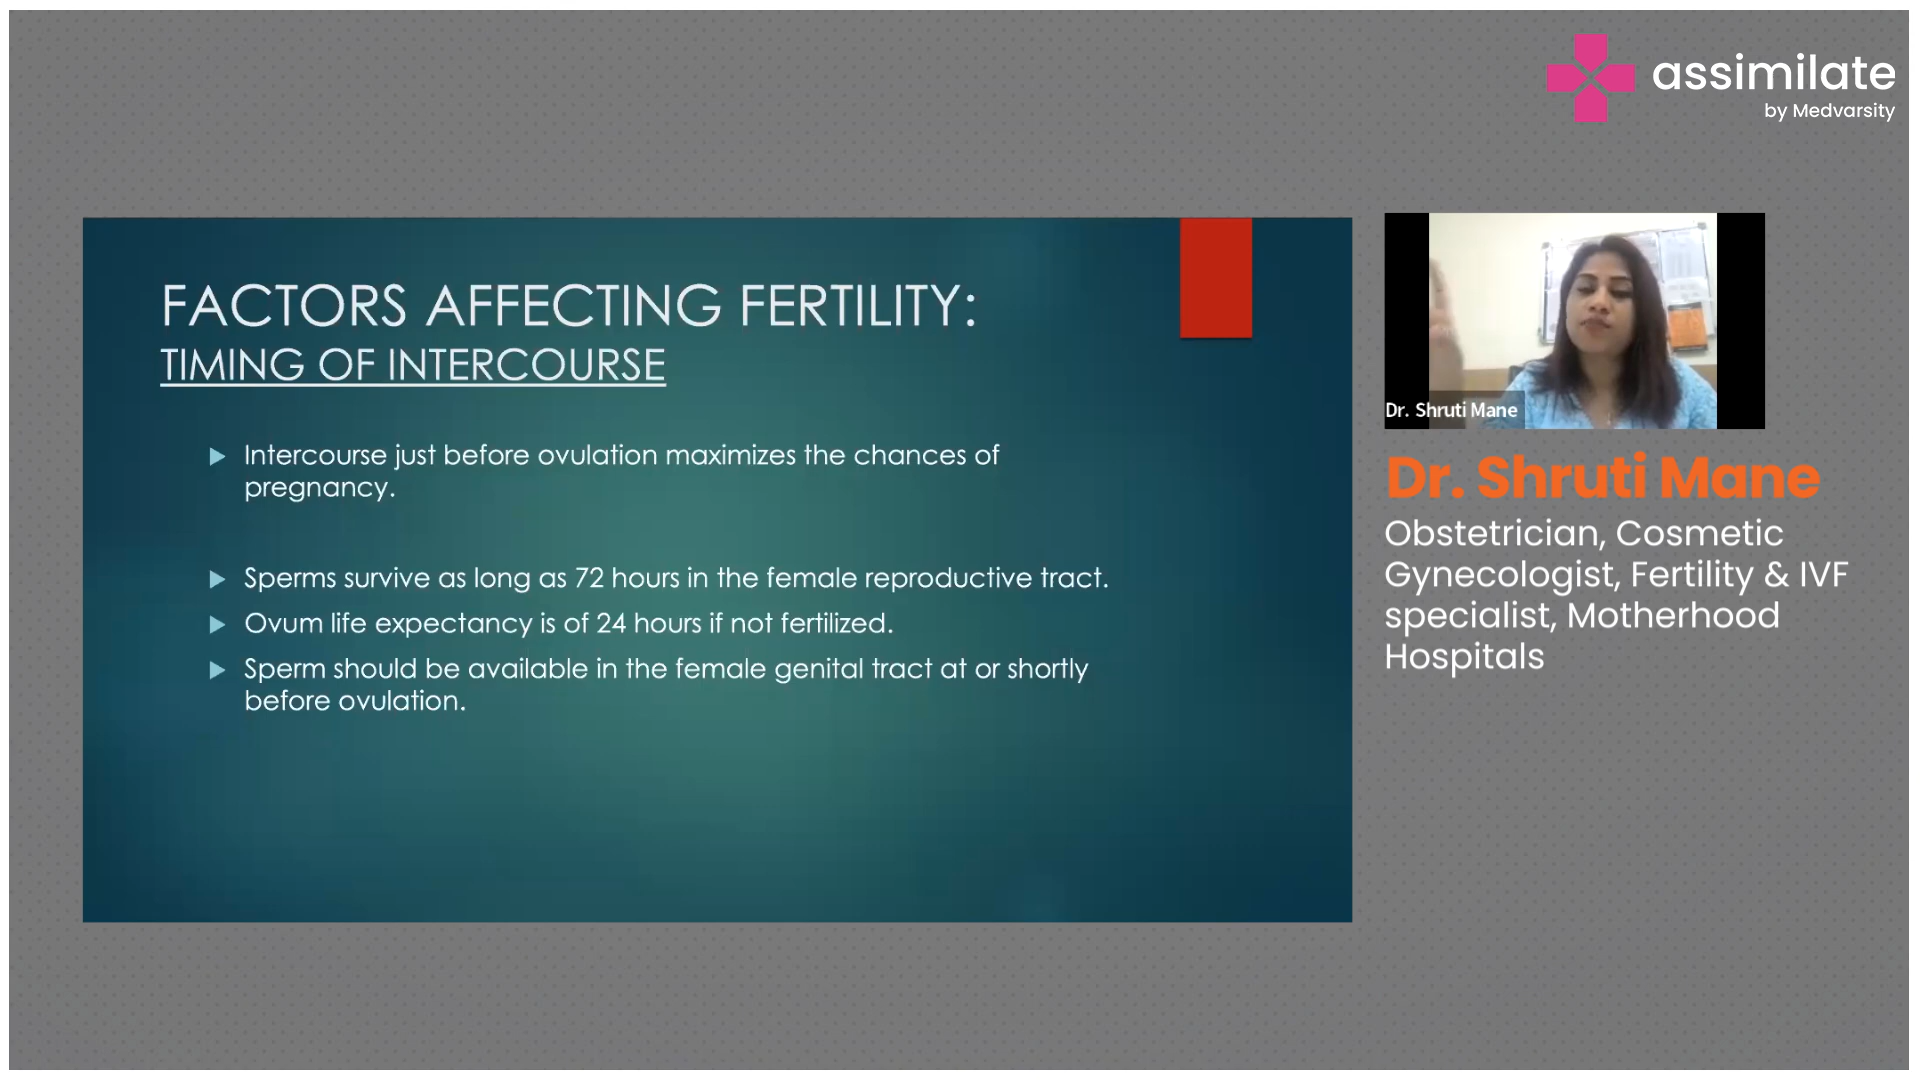 assimilate
by Medvarsity
FACTORS AFFECTING FERTILITY:
TIMING OF INTERCOURSE
Intercourse just before ovulation maximizes the chances of
pregnancy.
Sperms survive as long as 72 hours in the female reproductive tract.
Ovum life expectancy is of 24 hours if not fertilized.
Sperm should be available in the female genital tract at or shortly
before ovulation.
Dr. Shruti Mane
Dr. Shruti Mane
Obstetrician, Cosmetic
Gynecologist, Fertility & IVF
specialist, Motherhood
Hospitals